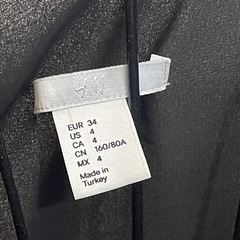 H&M
EUR 34
US 4
CA 4
CN 160/80A
MX 4
Made in
Turkey